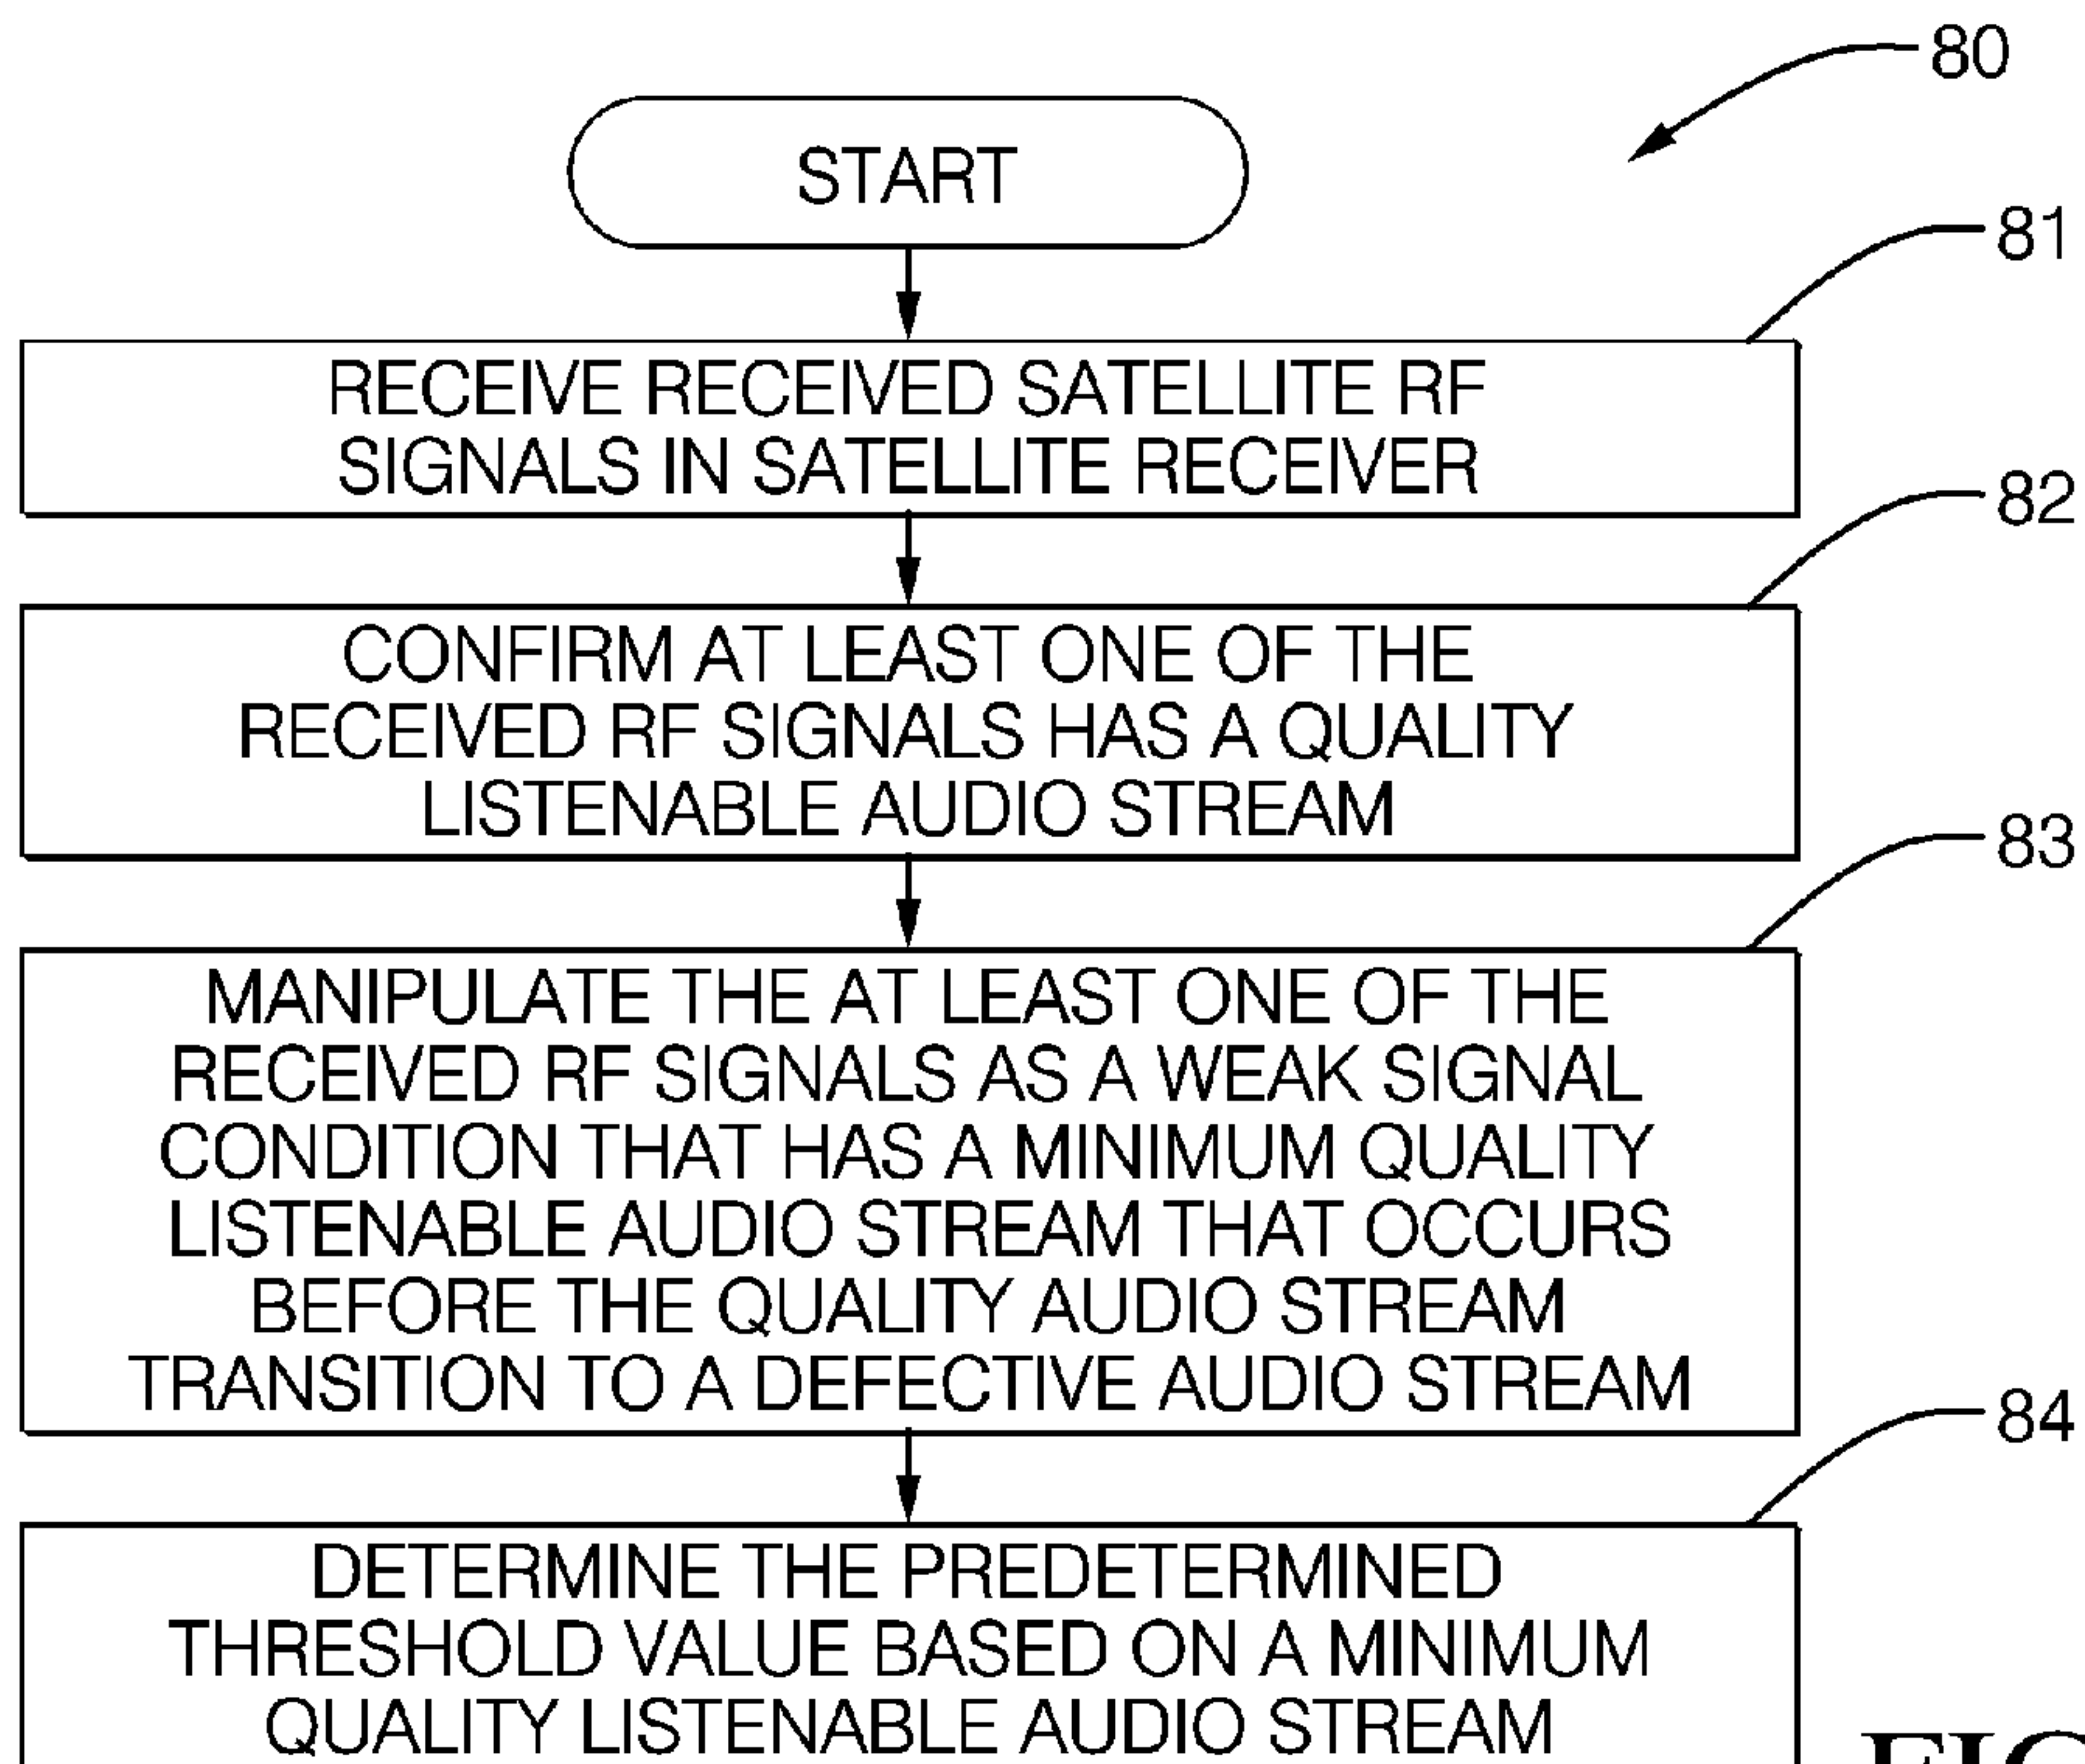 80
START
81
RECEIVE RECEIVED SATELLITE RF
SIGNALS IN SATELLITE RECEIVER
82
CONFIRM AT LEAST ONE OF THE
RECEIVED RF SIGNALS HAS A QUALITY
LISTENABLE AUDIO STREAM
83
MANIPULATE THE AT LEAST ONE OF THE
RECEIVED RF SIGNALS AS A WEAK SIGNAL
CONDITION THAT HAS A MINIMUM QUALITY
LISTENABLE AUDIO STREAM THAT OCCURS
BEFORE THE QUALITY AUDIO STREAM
TRANSITION TO A DEFECTIVE AUDIO STREAM
84
DETERMINE THE PREDETERMINED
THRESHOLD VALUE BASED ON A MINIMUM
QUALITY LISTENABLE AUDIO STREAM